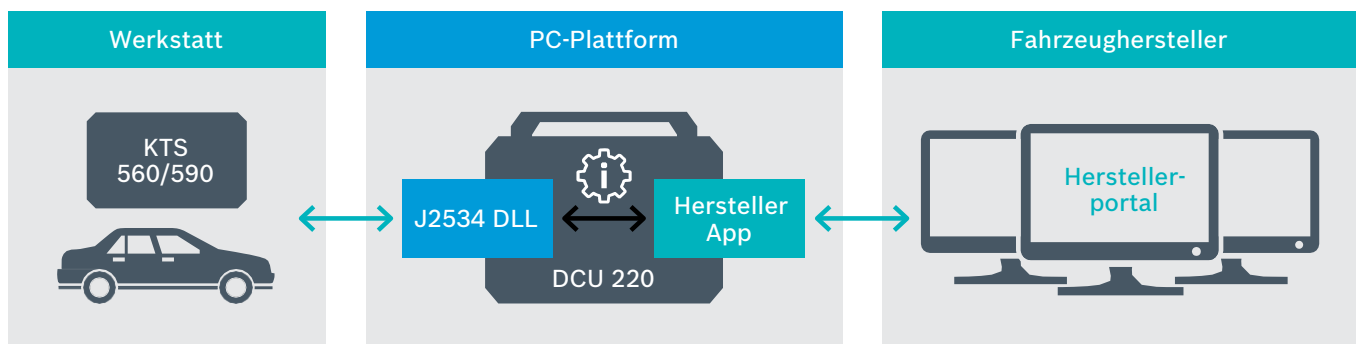 Werkstatt
PC-Plattform
Fahrzeughersteller
KTS
560/590
J2534 DLL
i
Hersteller
App
DCU 220
Hersteller-
portal